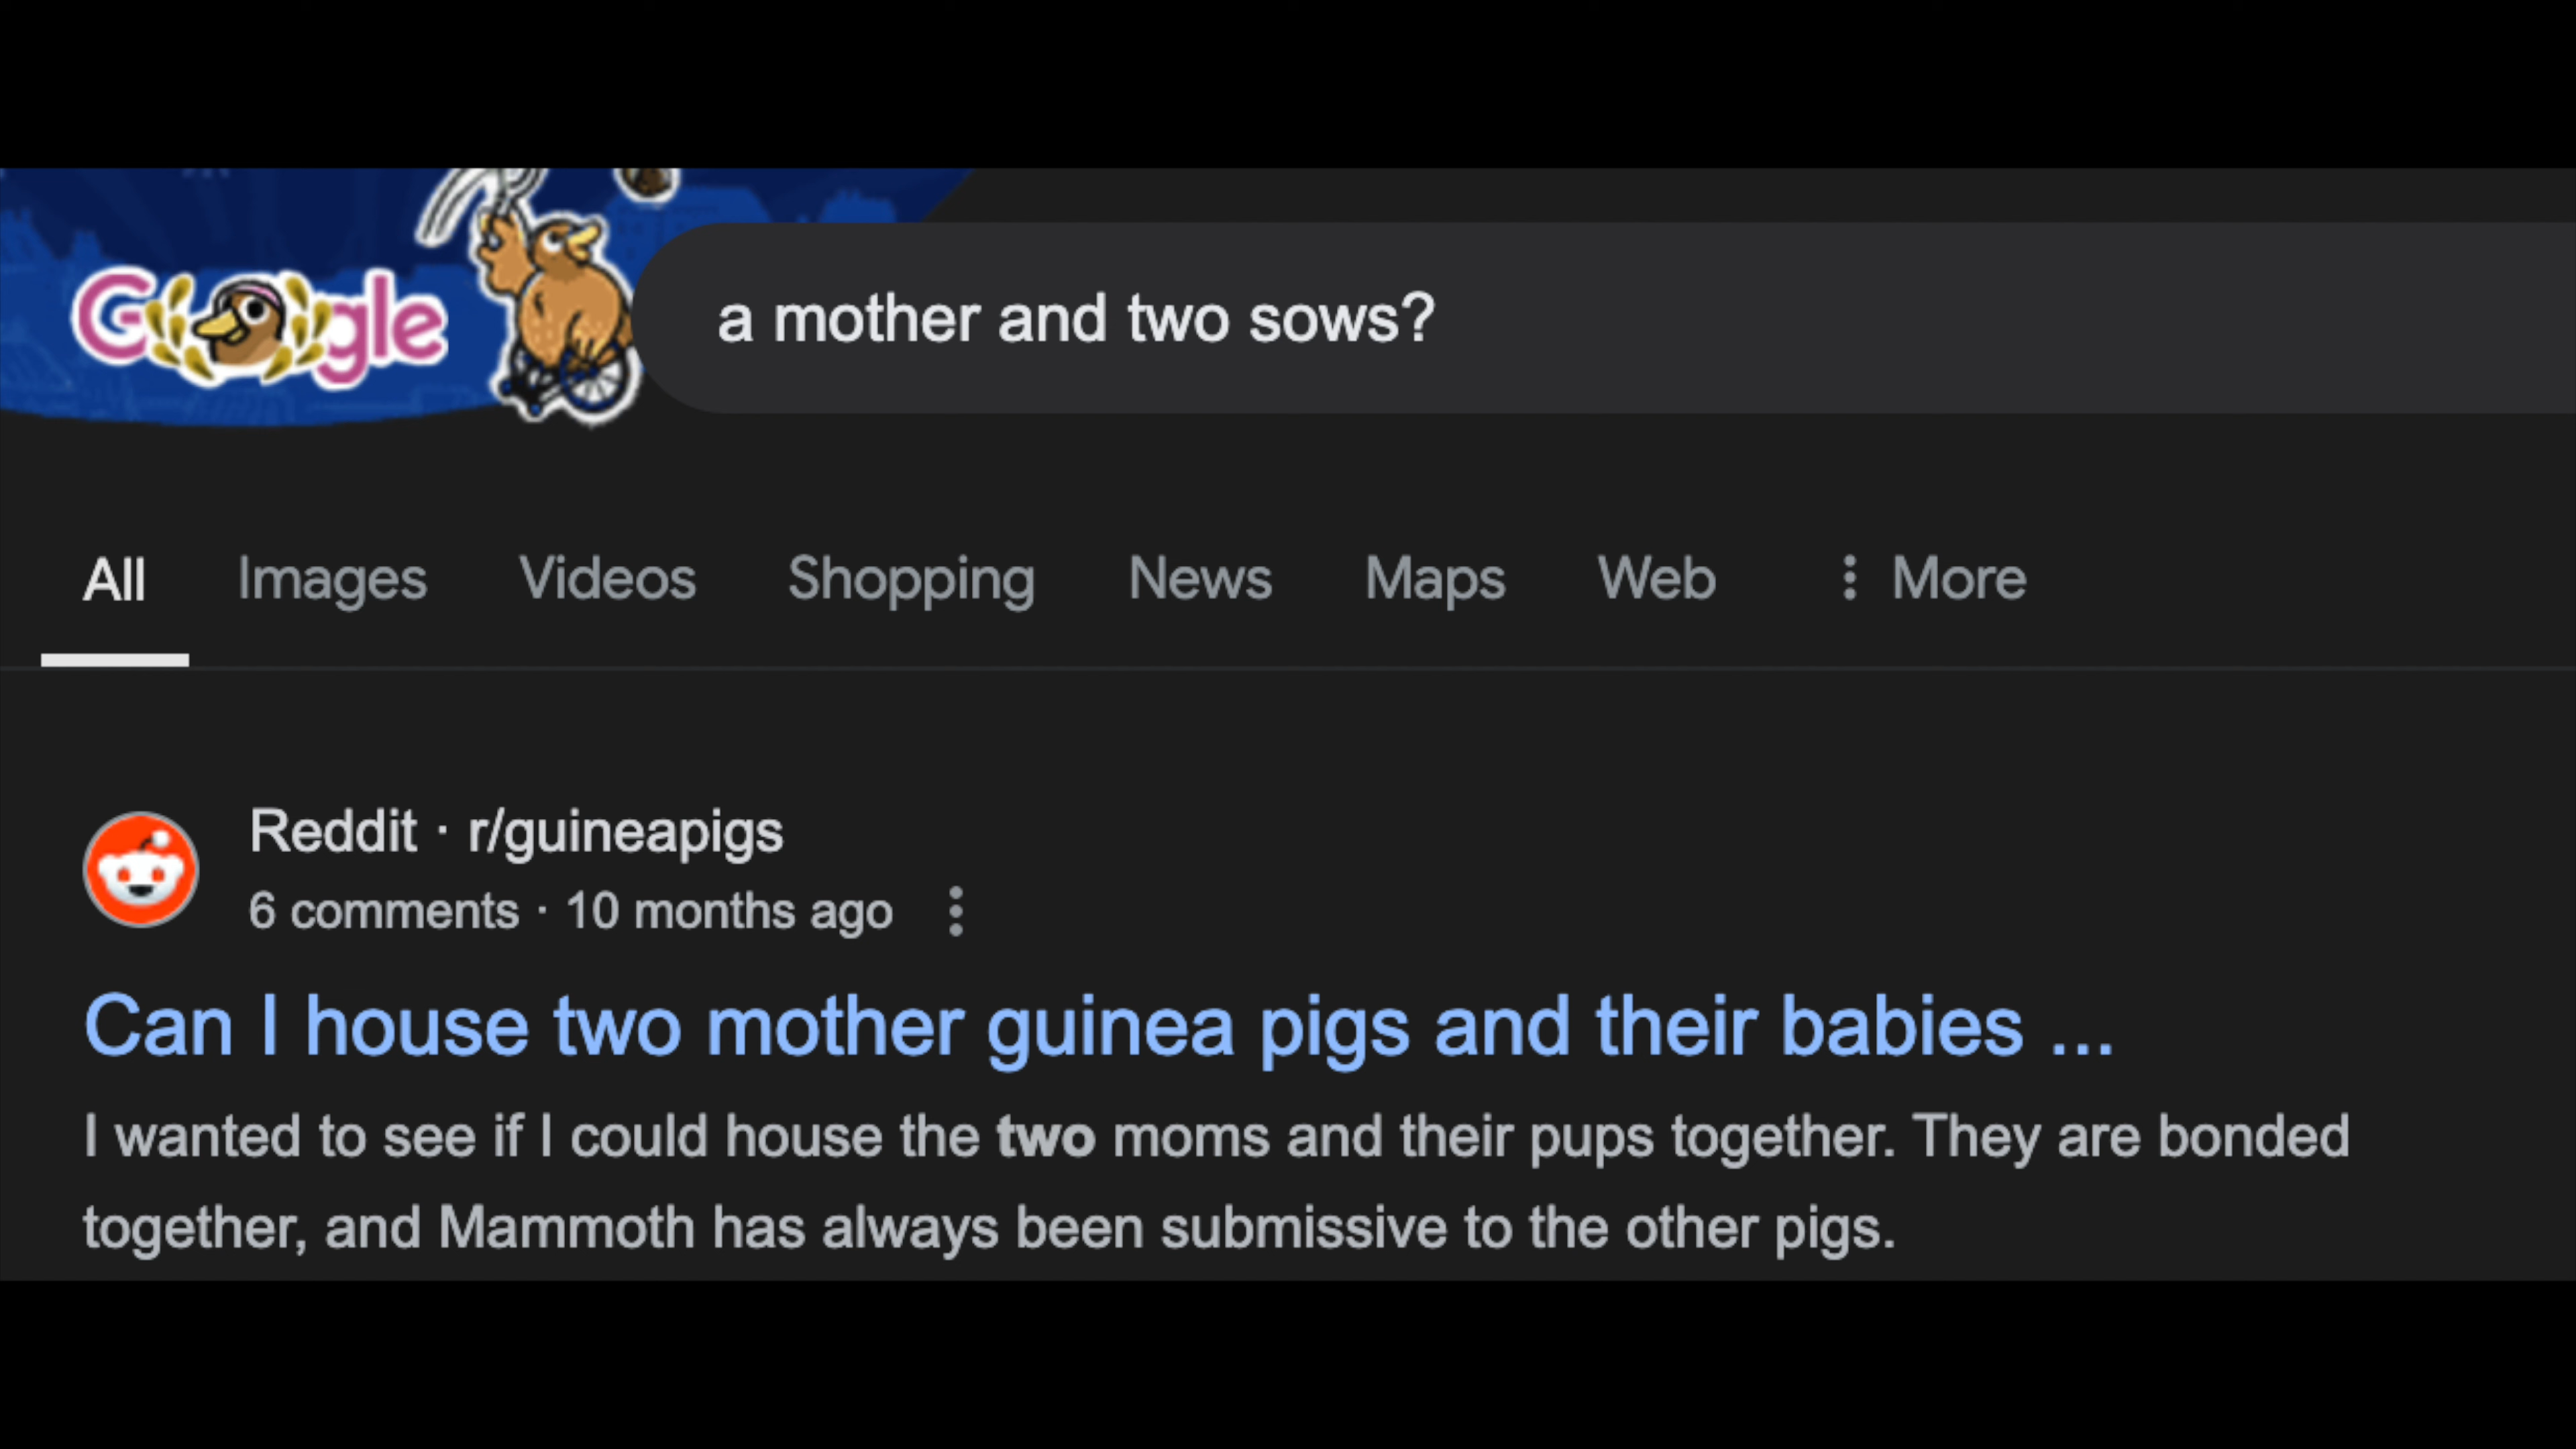 Google
a mother and two sows?
All Images Videos Shopping News Maps Web More
Reddit · r/guineapigs
6 comments · 10 months ago
Can I house two mother guinea pigs and their babies ...
I wanted to see if I could house the two moms and their pups together. They are bonded
together, and Mammoth has always been submissive to the other pigs.